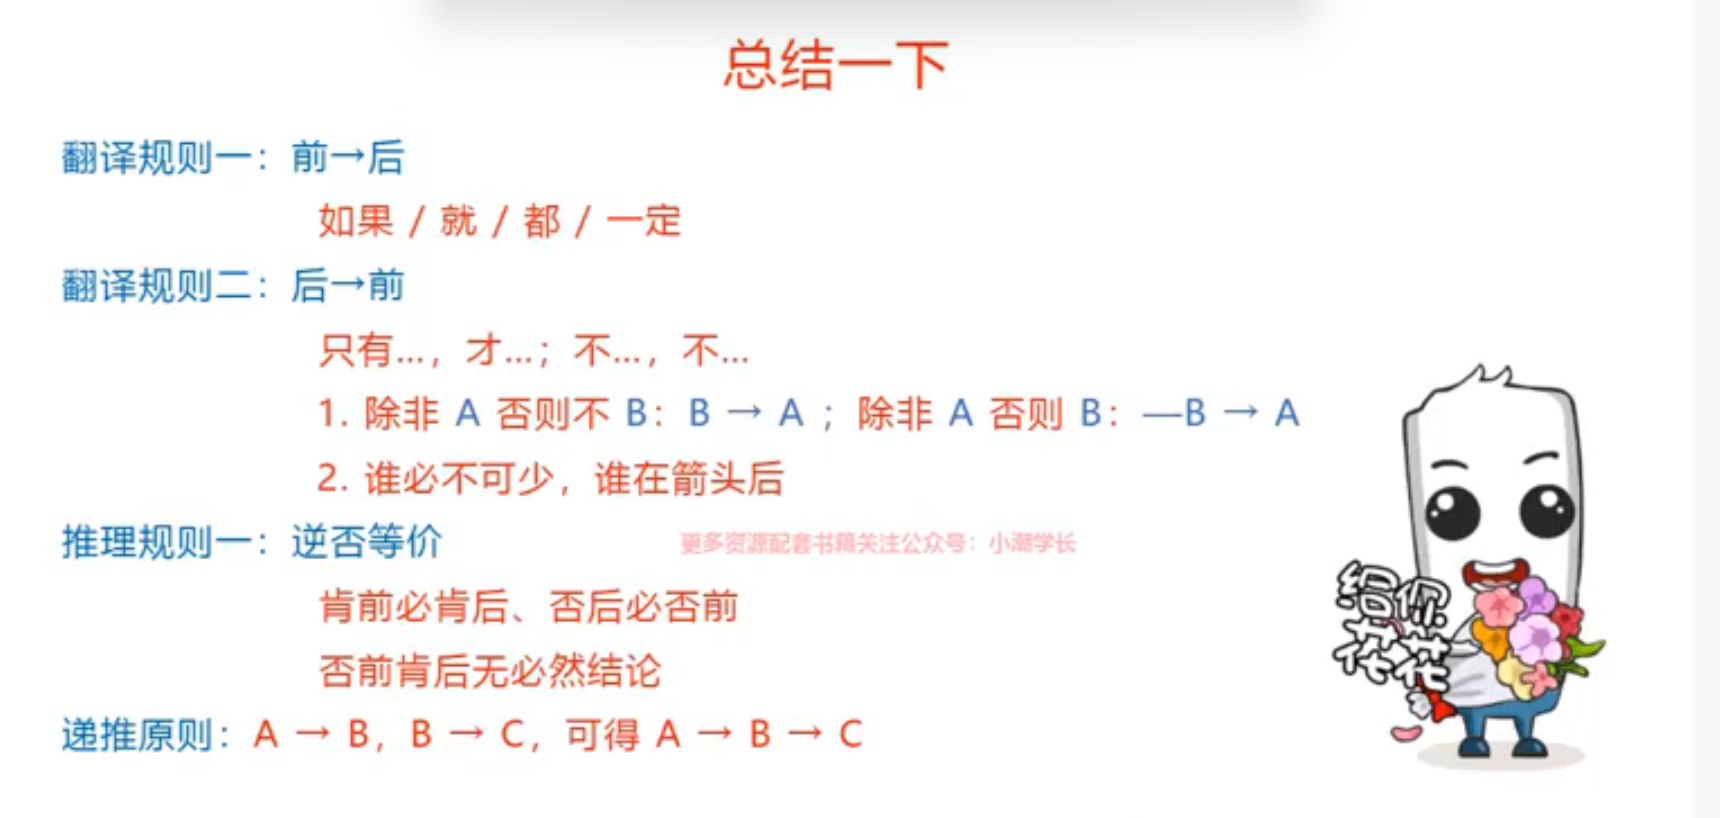 总结一下
翻译规则一：前→后
如果 / 就 / 都 / 一定
翻译规则二：后→前
只有…，才…；不…，不…
1. 除非 A 否则不 B：B → A ；除非 A 否则 B：—B → A
2. 谁必不可少，谁在箭头后
推理规则一：逆否等价
更多资源配套书籍关注公众号：小潮学长
肯前必肯后、否后必否前
否前肯后无必然结论
递推原则：A → B，B → C，可得 A → B → C
给你
花花